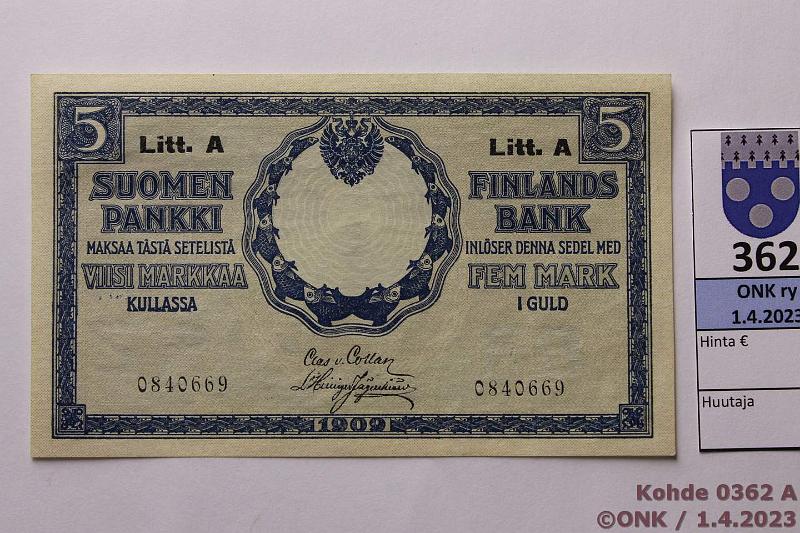 5
5
Litt. A
Litt. A
SUOMEN
PANKKI
MAKSAA TÄSTÄ SETELISTÄ
VIISI MARKKAA
KULLASSA
FINLANDS
BANK
INLÖSER DENNA SEDEL MED
FEM MARK
I GULD
Clas v. Collan
0840669
0840669
1909
362
ONK ry
1.4.2023
Hinta €
Huutaja
Kohde 0362 A
©ONK / 1.4.2023